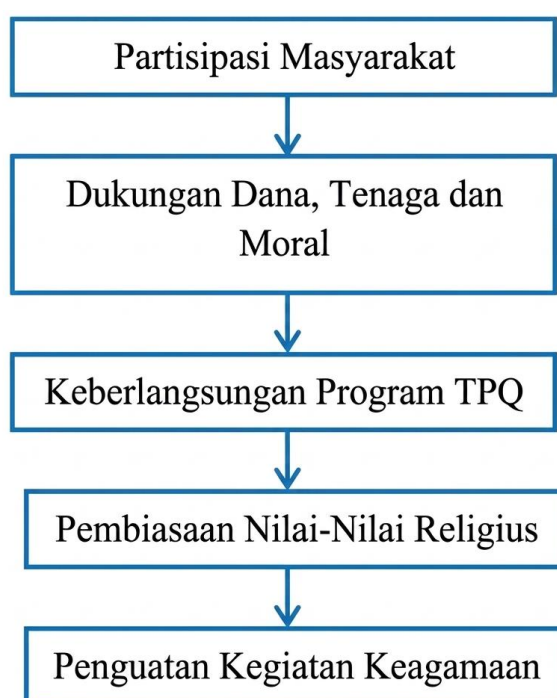 Partisipasi Masyarakat
Dukungan Dana, Tenaga dan
Moral
Keberlangsungan Program TPQ
Pembiasaan Nilai-Nilai Religius
Penguatan Kegiatan Keagamaan